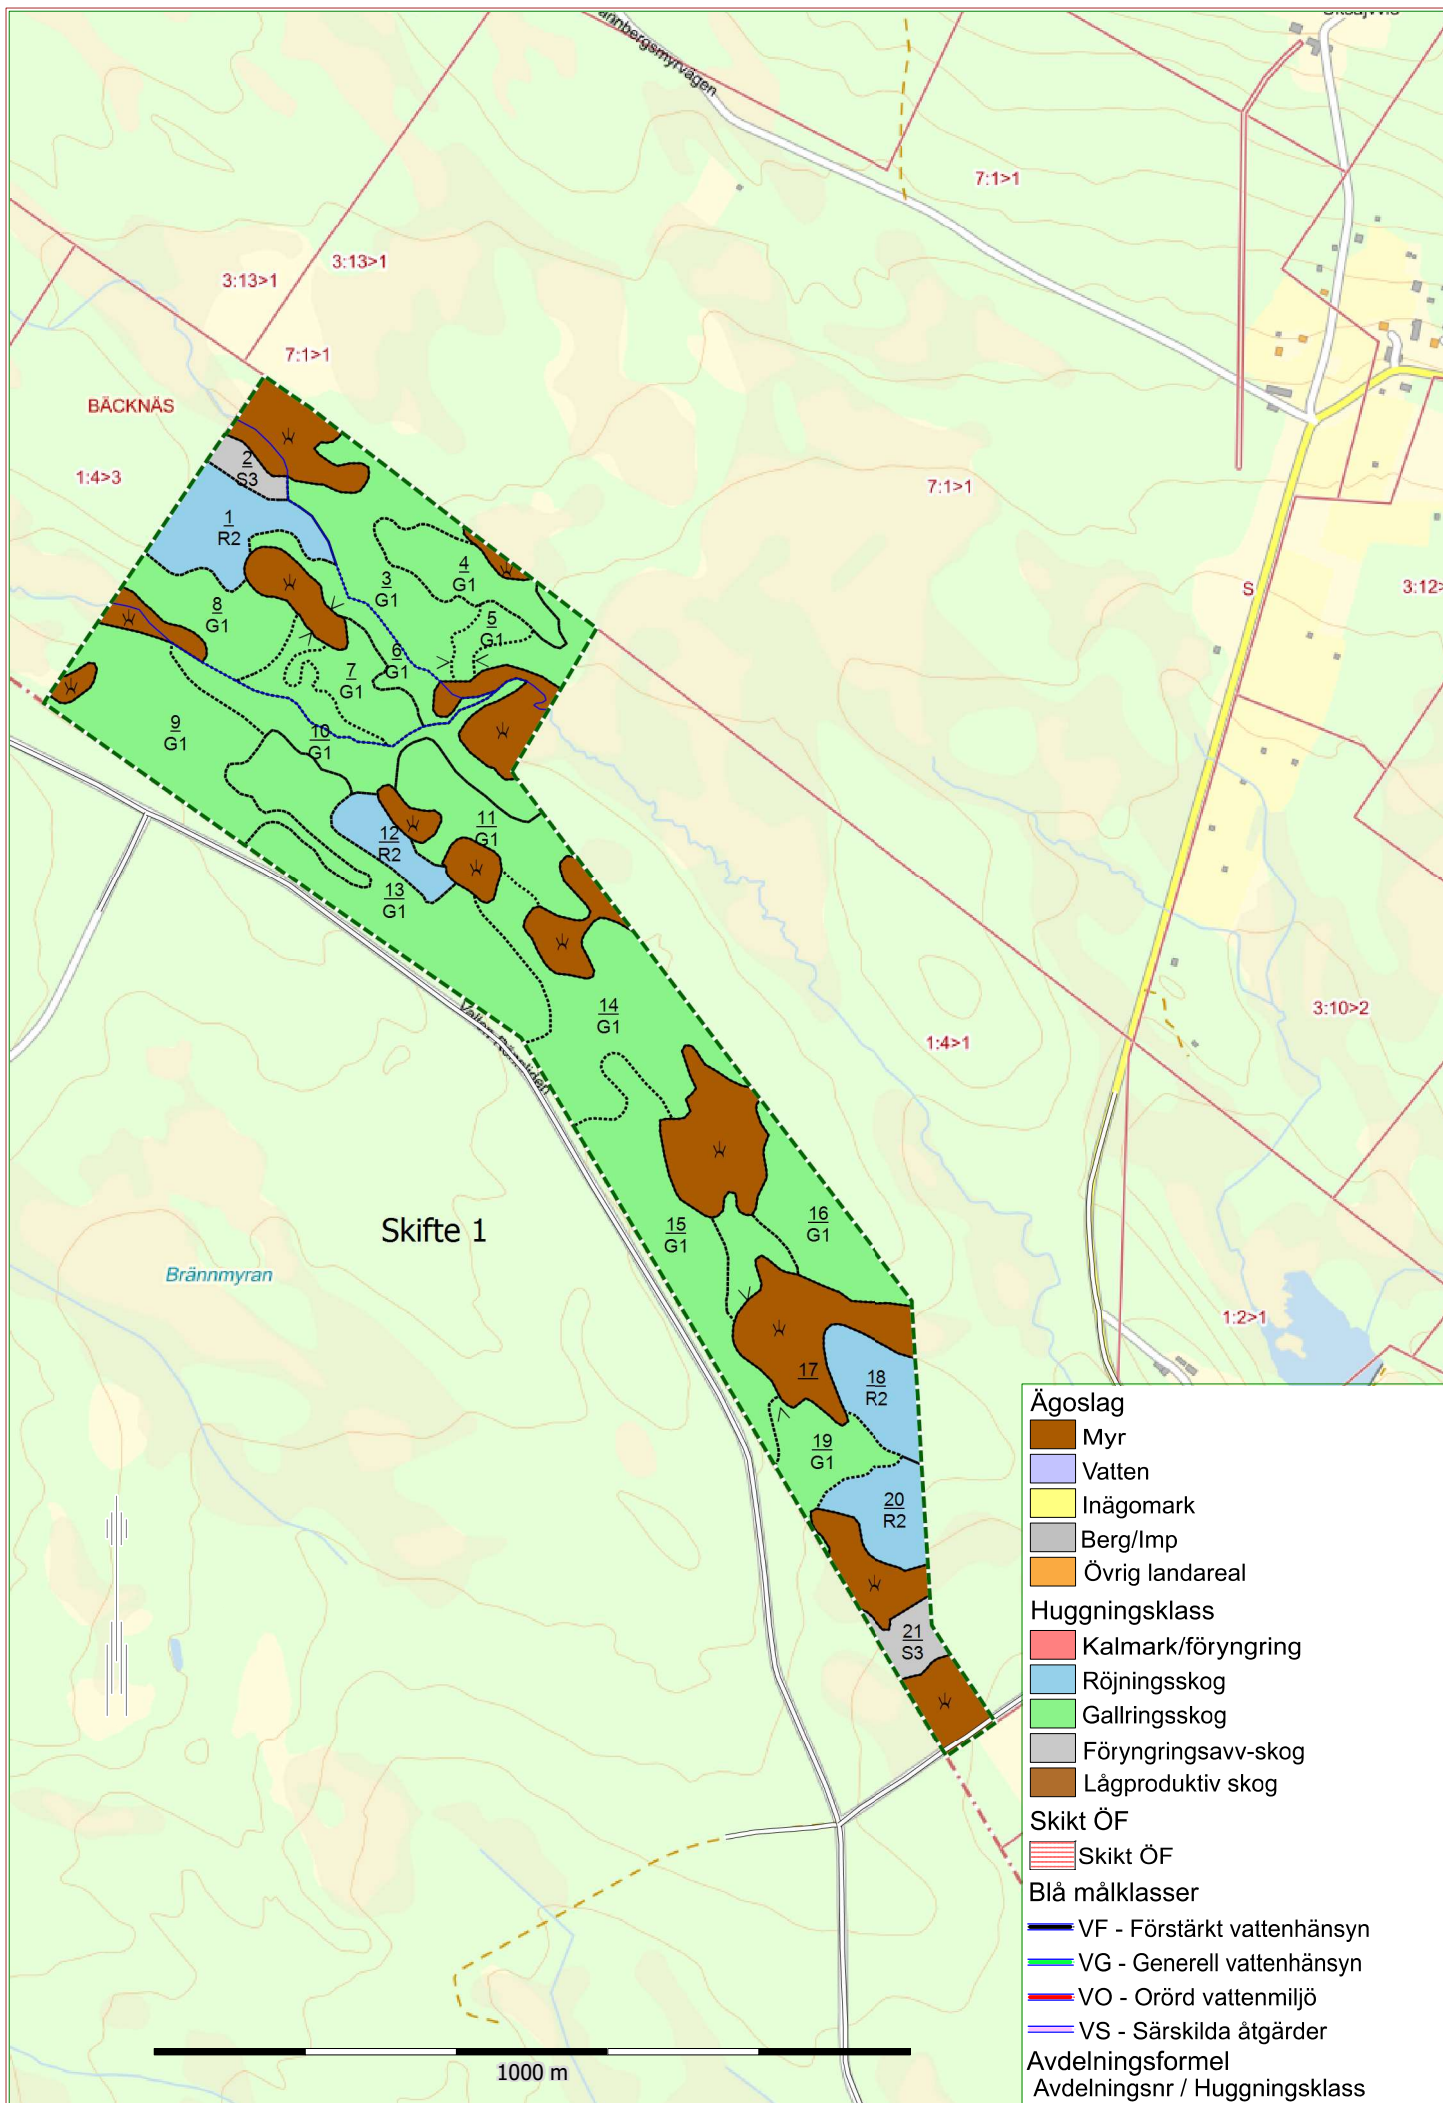 7:1>1
3:13>1
3:13>1
7:1>1
BÄCKNÄS
1:4>3
7:1>1
S
3:12>
2
S3
1
R2
3
G1
4
G1
5
G1
6
G1
7
G1
8
G1
9
G1
10
G1
11
G1
12
R2
13
G1
14
G1
3:10>2
1:4>1
15
G1
16
G1
Skifte 1
Brännmyran
1:2>1
17
18
R2
19
G1
20
R2
21
S3
Ägoslag
Myr
Vatten
Inägomark
Berg/Imp
Övrig landareal
Huggningsklass
Kalmark/föryngring
Röjningsskog
Gallringsskog
Föryngringsavv-skog
Lågproduktiv skog
Skikt ÖF
Skikt ÖF
Blå målklasser
VF - Förstärkt vattenhänsyn
VG - Generell vattenhänsyn
VO - Orörd vattenmiljö
VS - Särskilda åtgärder
Avdelningsformel
Avdelningsnr / Huggningsklass
1000 m